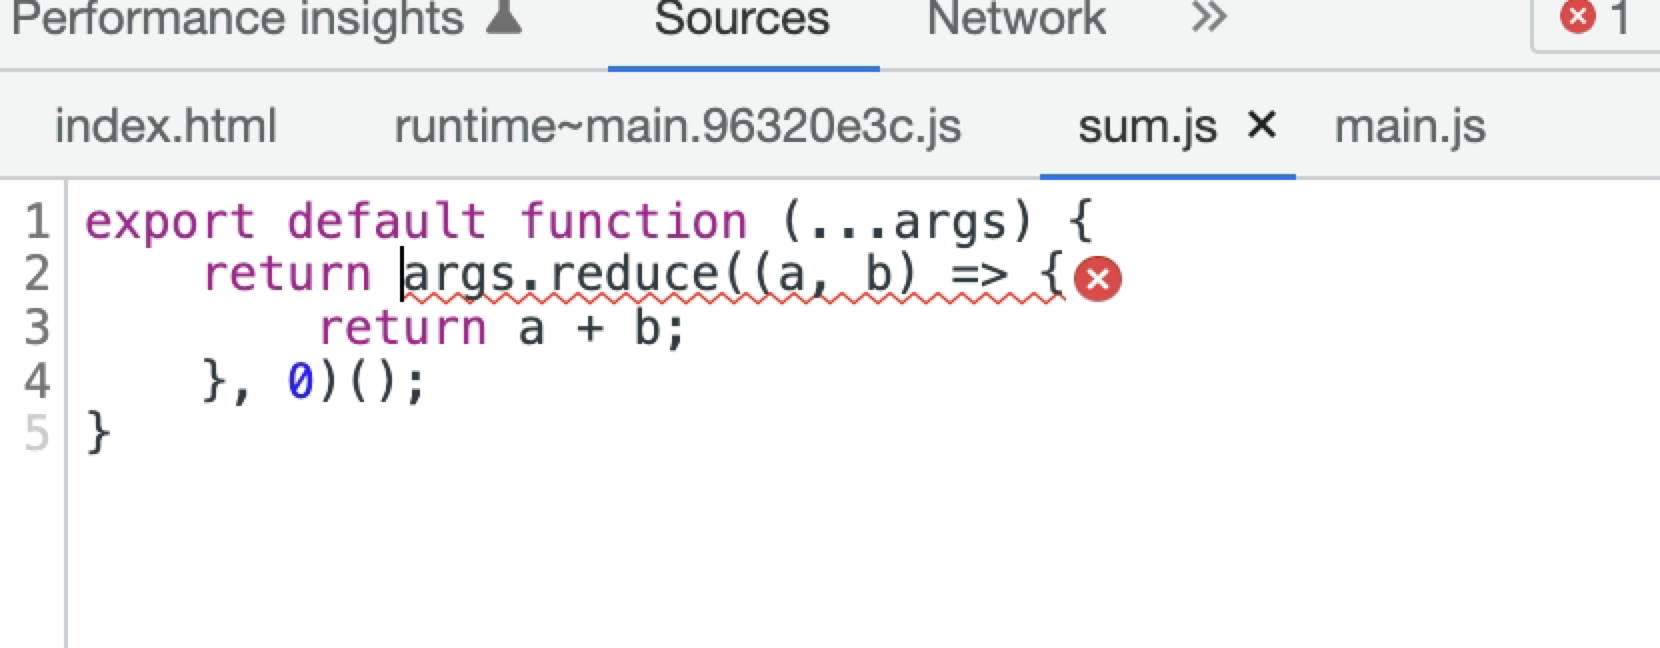 Performance insights Sources Network » 1
index.html runtime~main.96320e3c.js sum.js × main.js
1 export default function (...args) {
2 return args.reduce((a, b) => {
3 return a + b;
4 }, 0)();
5 }